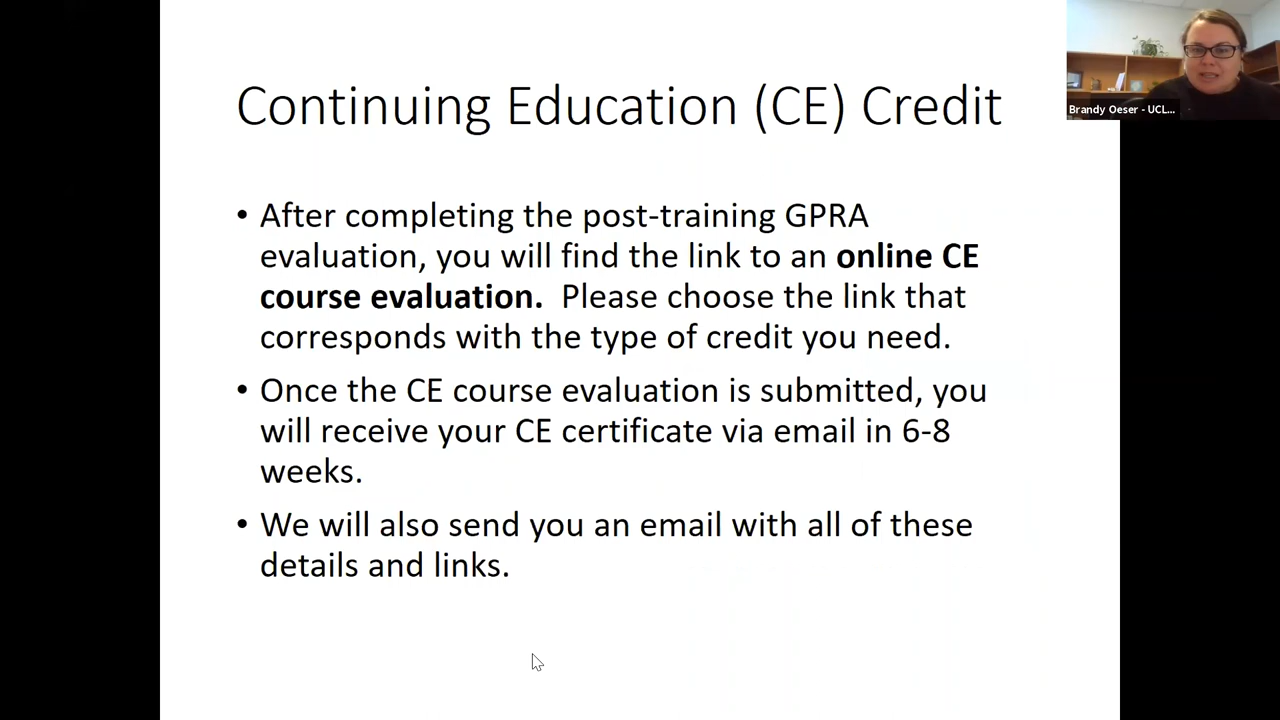 Continuing Education (CE) Credit
Brandy Oeser - UCL...
• After completing the post-training GPRA
evaluation, you will find the link to an online CE
course evaluation.  Please choose the link that
corresponds with the type of credit you need.
• Once the CE course evaluation is submitted, you
will receive your CE certificate via email in 6-8
weeks.
• We will also send you an email with all of these
details and links.